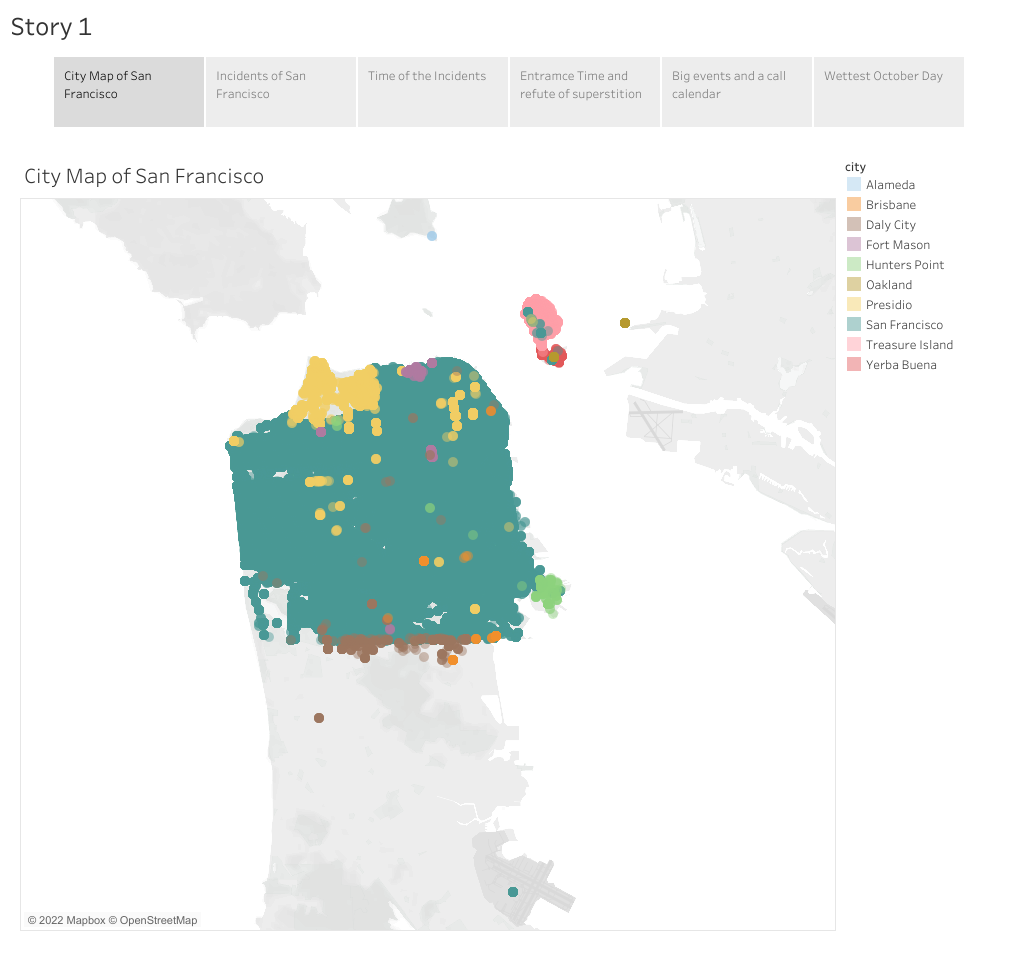 Story 1
City Map of San
Francisco
Incidents of San
Francisco
Time of the Incidents
Entramce Time and
refute of superstition
Big events and a call
calendar
Wettest October Day
City Map of San Francisco
city
Alameda
Brisbane
Daly City
Fort Mason
Hunters Point
Oakland
Presidio
San Francisco
Treasure Island
Yerba Buena
© 2022 Mapbox © OpenStreetMap